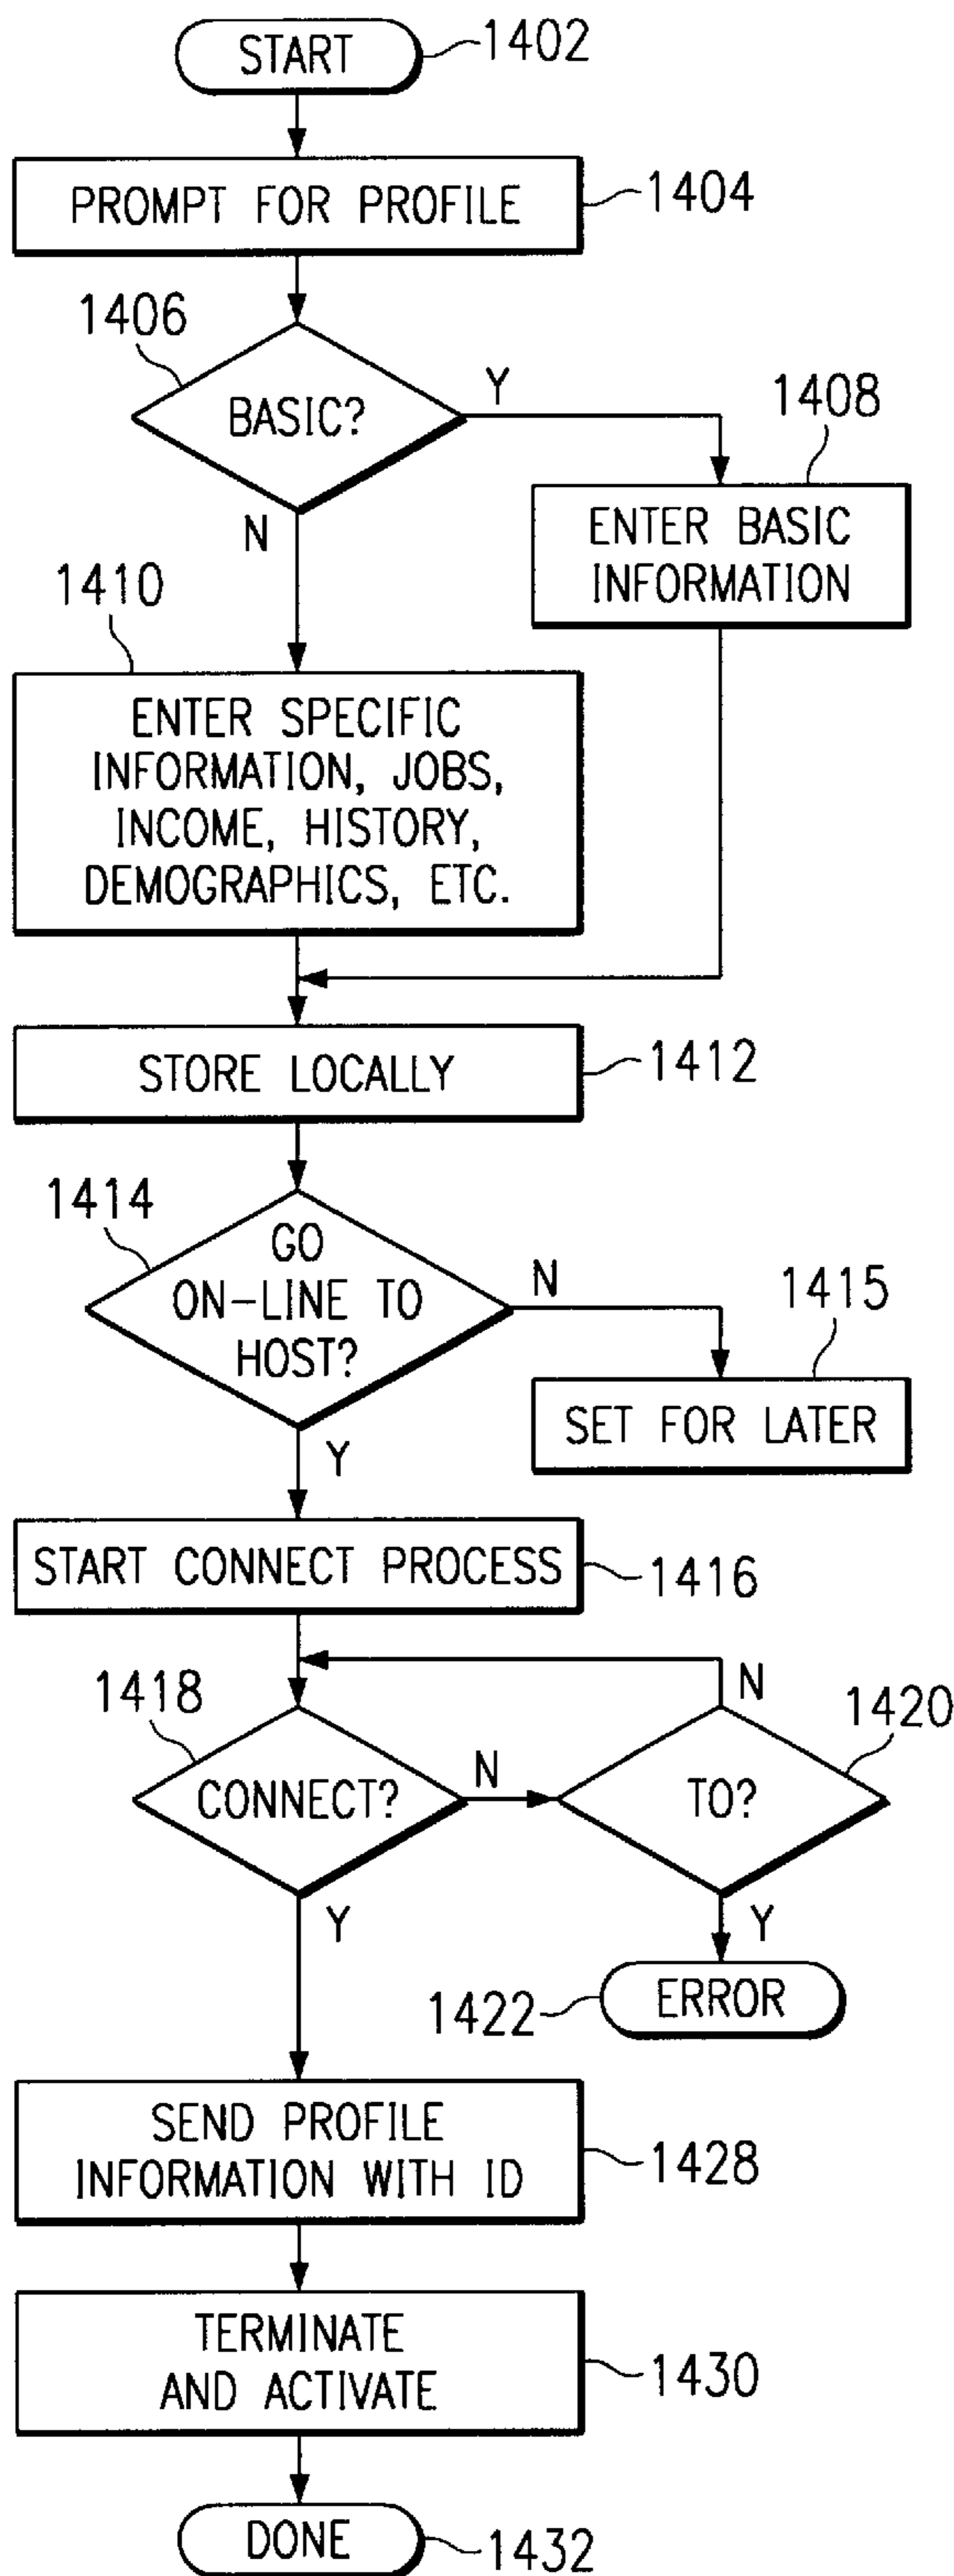 START
1402
PROMPT FOR PROFILE
1404
1406
BASIC?
Y
N
1408
ENTER BASIC
INFORMATION
1410
ENTER SPECIFIC
INFORMATION, JOBS,
INCOME, HISTORY,
DEMOGRAPHICS, ETC.
STORE LOCALLY
1412
1414
GO
ON-LINE TO
HOST?
N
Y
1415
SET FOR LATER
START CONNECT PROCESS
1416
1418
CONNECT?
N
Y
N
1420
TO?
Y
1422
ERROR
SEND PROFILE
INFORMATION WITH ID
1428
TERMINATE
AND ACTIVATE
1430
DONE
1432